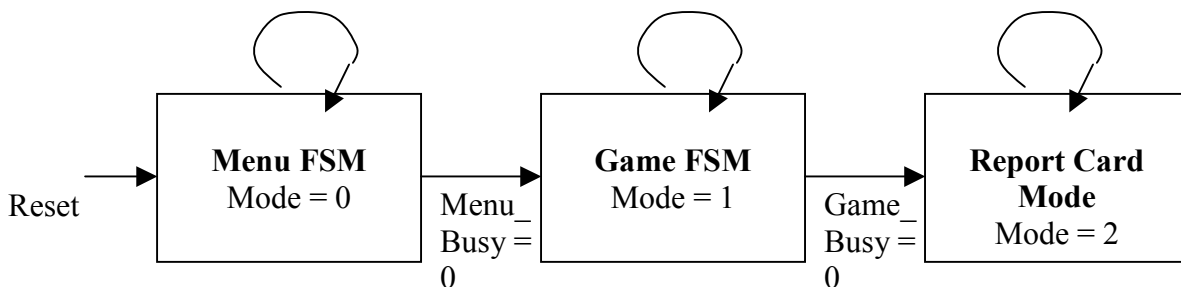 Reset
Menu FSM
Mode = 0
Menu_
Busy =
0
Game FSM
Mode = 1
Game_
Busy =
0
Report Card
Mode
Mode = 2